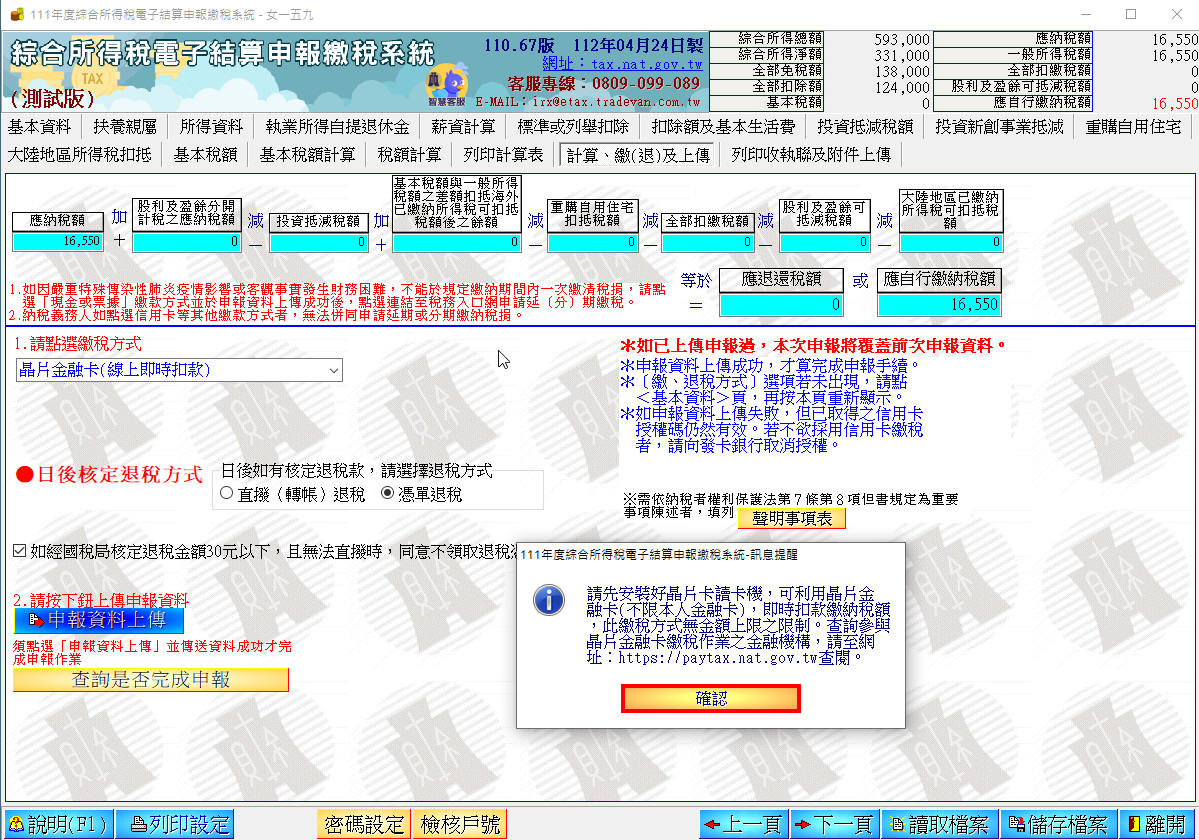 111年度綜合所得稅電子結算申報繳稅系統 - 女一五九
綜合所得稅電子結算申報繳稅系統
TAX
(測試版)
110.67版 112年04月24日製
網址: tax.nat.gov.tw
客服專線：0809-099-089
智慧客服
E-MAIL：irx@etax.tradevan.com.tw
綜合所得總額 593,000 應納稅額 16,550
綜合所得淨額 331,000 一般所得稅額 16,550
全部免稅額 138,000 全部扣繳稅額 0
全部扣除額 124,000 股利及盈餘可抵減稅額 0
基本稅額 0 應自行繳納稅額 16,550
基本資料 扶養親屬 所得資料 執業所得自提退休金 薪資計算 標準或列舉扣除 扣除額及基本生活費 投資抵減稅額 投資新創事業抵減 重購自用住宅
大陸地區所得稅扣抵 基本稅額 基本稅額計算 稅額計算 列印計算表 計算、繳(退)及上傳 列印收執聯及附件上傳
應納稅額
16,550
加
＋
股利及盈餘分開
計稅之應納稅額
0
減
－
投資抵減稅額
0
加
＋
基本稅額與一般所得
稅額之差額扣抵海外
已繳納所得稅可扣抵
稅額後之餘額
0
減
－
重購自用住宅
扣抵稅額
0
減
－
全部扣繳稅額
0
減
－
股利及盈餘可
抵減稅額
0
減
－
大陸地區已繳納
所得稅可扣抵稅
額
0
1.如因嚴重特殊傳染性肺炎疫情影響或客觀事實發生財務困難，不能於規定繳納期間內一次繳清稅捐，請點
選「現金或票據」繳款方式並於申報資料上傳成功後，點選連結至稅務入口網申請延（分）期繳稅。
2.納稅義務人如點選信用卡等其他繳款方式者，無法併同申請延期或分期繳納稅捐。
等於
＝
應退還稅額
0
或
應自行繳納稅額
16,550
1.請點選繳稅方式
晶片金融卡(線上即時扣款)
＊如已上傳申報過，本次申報將覆蓋前次申報資料。
＊申報資料上傳成功，才算完成申報手續。
＊〔繳、退稅方式〕選項若未出現，請點
＜基本資料＞頁，再按本頁重新顯示。
＊如申報資料上傳失敗，但已取得之信用卡
授權碼仍然有效。若不欲採用信用卡繳稅
者，請向發卡銀行取消授權。
●日後核定退稅方式
日後如有核定退稅款，請選擇退稅方式
直撥（轉帳）退稅 憑單退稅
※需依納稅者權利保護法第７條第８項但書規定為重要
事項陳述者，填列 聲明事項表
如經國稅局核定退稅金額30元以下，且無法直撥時，同意不領取退稅
2.請按下鈕上傳申報資料
申報資料上傳
須點選「申報資料上傳」並傳送資料成功才完
成申報作業
查詢是否完成申報
111年度綜合所得稅電子結算申報繳稅系統-訊息提醒
請先安裝好晶片卡讀卡機，可利用晶片金
融卡(不限本人金融卡)，即時扣款繳納稅額
，此繳稅方式無金額上限之限制。查詢參與
晶片金融卡繳稅作業之金融機構，請至網
址：https://paytax.nat.gov.tw查閱。
確認
說明(F1) 列印設定 密碼設定 檢核戶號 上一頁 下一頁 讀取檔案 儲存檔案 離開